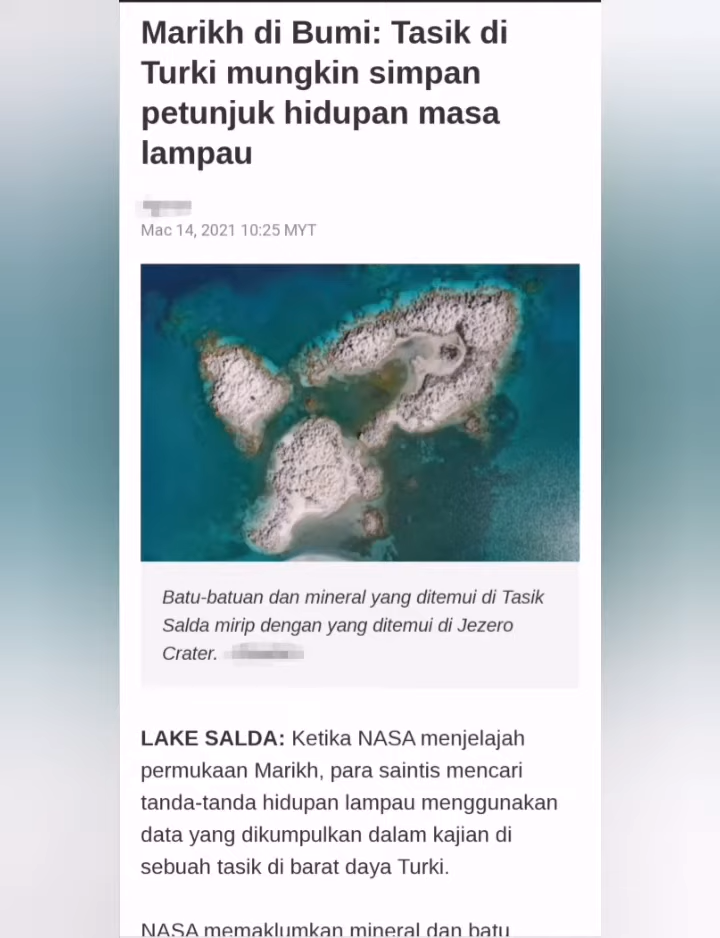 Marikh di Bumi: Tasik di
Turki mungkin simpan
petunjuk hidupan masa
lampau
Mac 14, 2021 10:25 MYT
Batu-batuan dan mineral yang ditemui di Tasik
Salda mirip dengan yang ditemui di Jezero
Crater.
LAKE SALDA: Ketika NASA menjelajah
permukaan Marikh, para saintis mencari
tanda-tanda hidupan lampau menggunakan
data yang dikumpulkan dalam kajian di
sebuah tasik di barat daya Turki.
NASA memaklumkan mineral dan batu